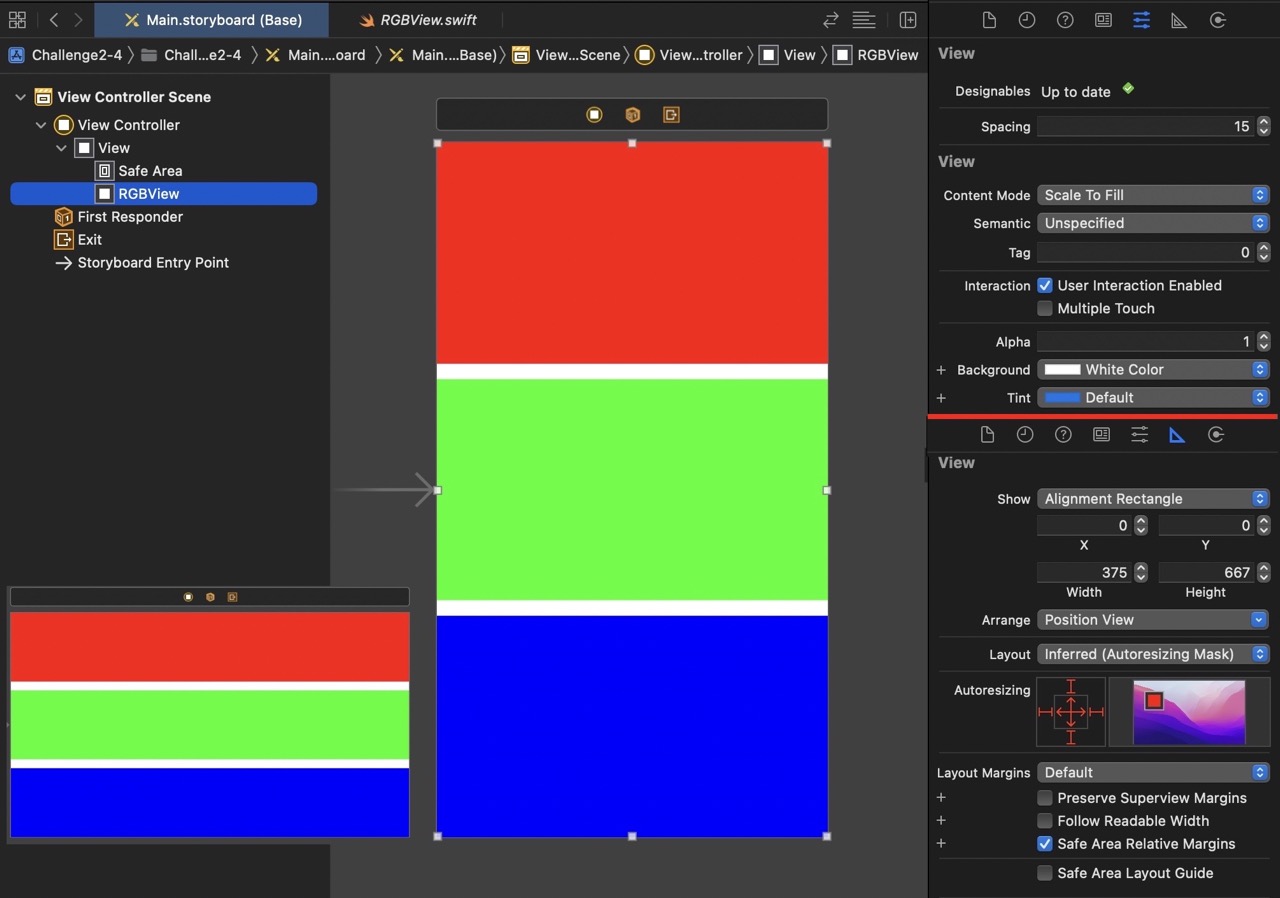 Main.storyboard (Base)
RGBView.swift
Challenge2-4
Chall...e2-4
Main....oard
Main....Base)
View...Scene
View...troller
View
RGBView
View Controller Scene
View Controller
View
Safe Area
RGBView
First Responder
Exit
Storyboard Entry Point
View
Designables Up to date
Spacing 15
View
Content Mode Scale To Fill
Semantic Unspecified
Tag 0
Interaction User Interaction Enabled
Multiple Touch
Alpha 1
Background White Color
Tint Default
View
Show Alignment Rectangle
0 0
X Y
375 667
Width Height
Arrange Position View
Layout Inferred (Autoresizing Mask)
Autoresizing
Layout Margins Default
Preserve Superview Margins
Follow Readable Width
Safe Area Relative Margins
Safe Area Layout Guide